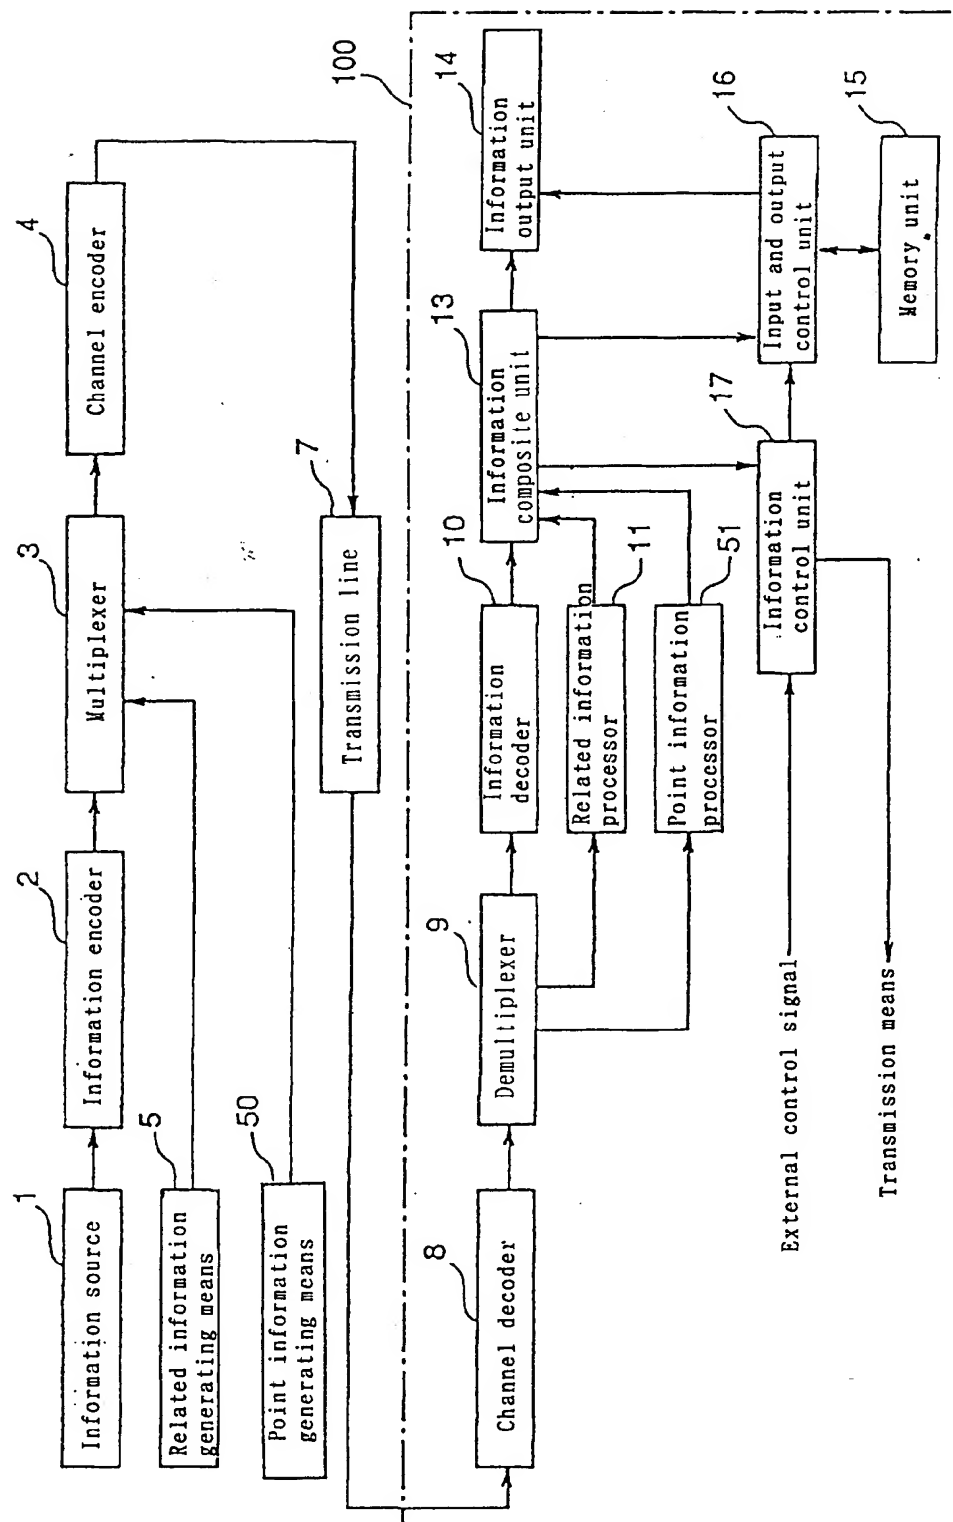 1
Information source
2
Information encoder
3
Multiplexer
4
Channel encoder
5
Related information
generating means
50
Point information
generating means
7
Transmission line
100
8
Channel decoder
9
Demultiplexer
10
Information
decoder
13
Information
composite unit
14
Information
output unit
11
Related information
processor
51
Point information
processor
17
Information
control unit
16
Input and output
control unit
15
Memory unit
External control signal
Transmission means